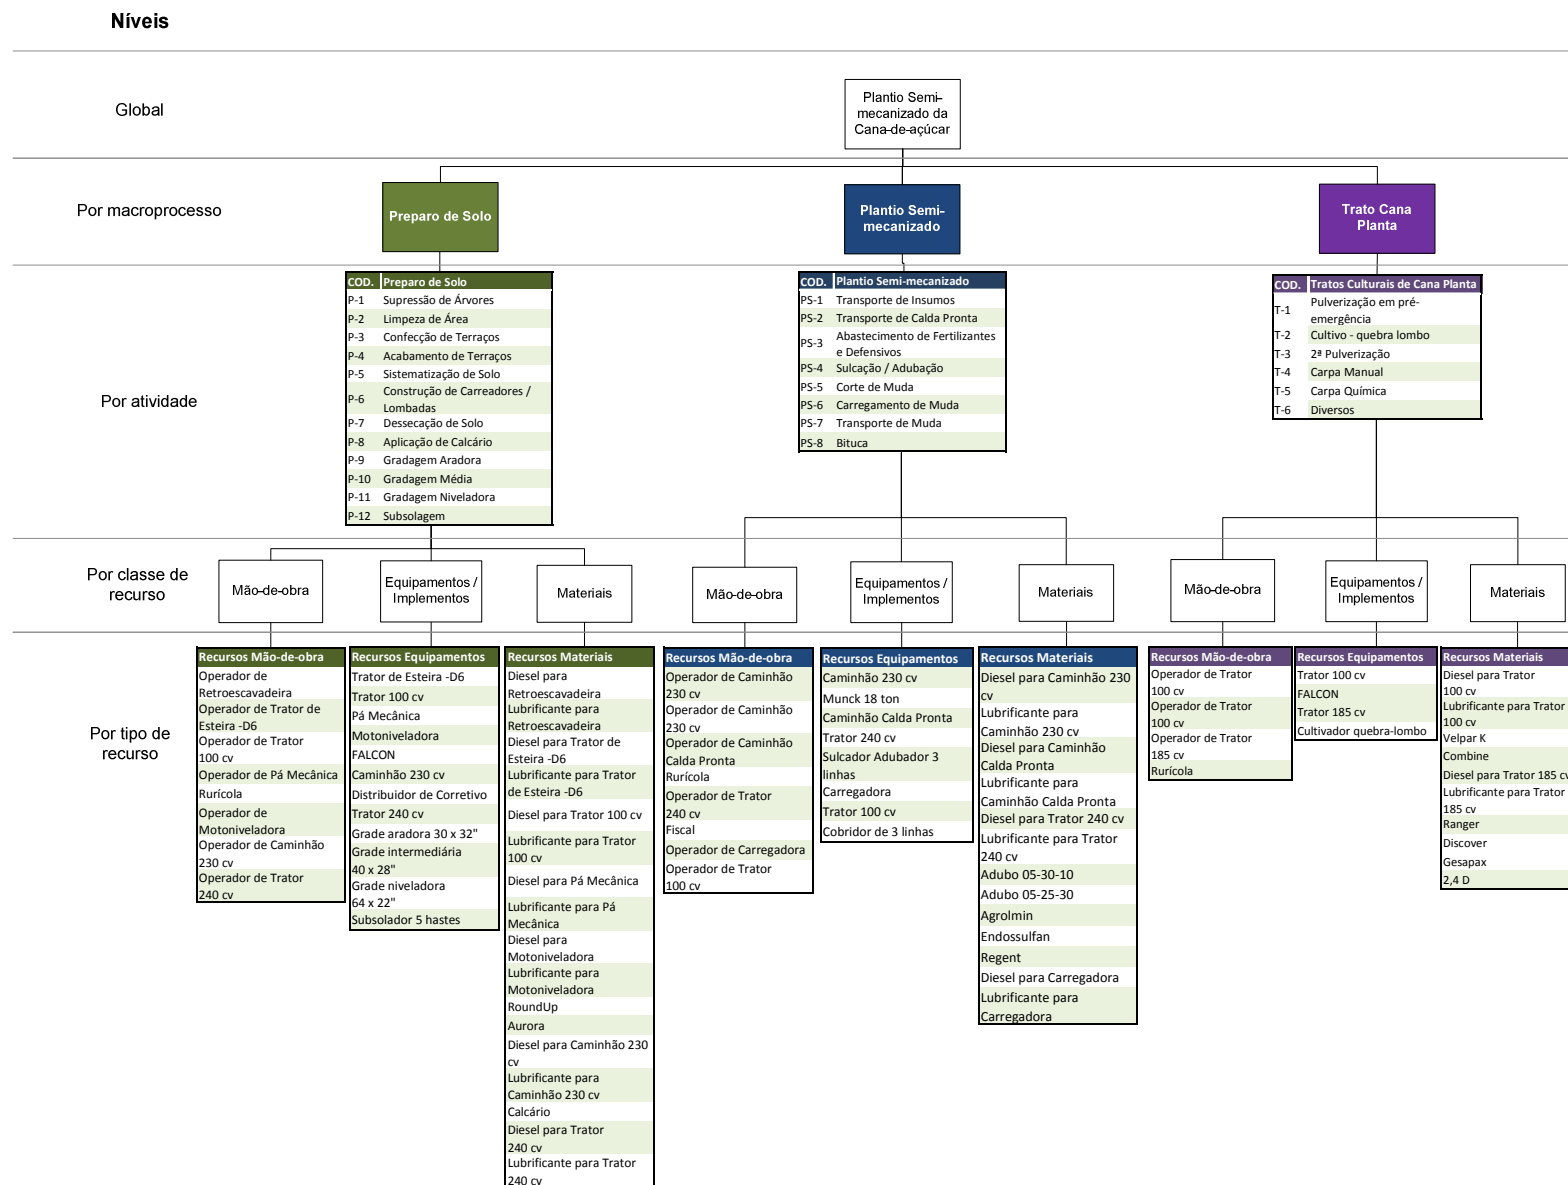 Níveis
Global
Plantio Semi-
mecanizado da
Cana-de-açúcar
Por macroprocesso
Preparo de Solo
Plantio Semi-
mecanizado
Trato Cana
Planta
Por atividade
COD. Preparo de Solo
P-1 Supressão de Árvores
P-2 Limpeza de Área
P-3 Confecção de Terraços
P-4 Acabamento de Terraços
P-5 Sistematização de Solo
P-6 Construção de Carreadores /
Lombadas
P-7 Dessecação de Solo
P-8 Aplicação de Calcário
P-9 Gradagem Aradora
P-10 Gradagem Média
P-11 Gradagem Niveladora
P-12 Subsolagem
COD. Plantio Semi-mecanizado
PS-1 Transporte de Insumos
PS-2 Transporte de Calda Pronta
PS-3 Abastecimento de Fertilizantes
e Defensivos
PS-4 Sulcação / Adubação
PS-5 Corte de Muda
PS-6 Carregamento de Muda
PS-7 Transporte de Muda
PS-8 Bituca
COD. Tratos Culturais de Cana Planta
T-1 Pulverização em pré-
emergência
T-2 Cultivo - quebra lombo
T-3 2ª Pulverização
T-4 Carpa Manual
T-5 Carpa Química
T-6 Diversos
Por classe de
recurso
Mão-de-obra
Equipamentos /
Implementos
Materiais
Mão-de-obra
Equipamentos /
Implementos
Materiais
Mão-de-obra
Equipamentos /
Implementos
Materiais
Por tipo de
recurso
Recursos Mão-de-obra
Operador de
Retroescavadeira
Operador de Trator de
Esteira -D6
Operador de Trator
100 cv
Operador de Pá Mecânica
Rurícola
Operador de
Motoniveladora
Operador de Caminhão
230 cv
Operador de Trator
240 cv
Recursos Equipamentos
Trator de Esteira -D6
Trator 100 cv
Pá Mecânica
Motoniveladora
FALCON
Caminhão 230 cv
Distribuidor de Corretivo
Trator 240 cv
Grade aradora 30 x 32"
Grade intermediária
40 x 28"
Grade niveladora
64 x 22"
Subsolador 5 hastes
Recursos Materiais
Diesel para
Retroescavadeira
Lubrificante para
Retroescavadeira
Diesel para Trator de
Esteira -D6
Lubrificante para Trator
de Esteira -D6
Diesel para Trator 100 cv
Lubrificante para Trator
100 cv
Diesel para Pá Mecânica
Lubrificante para Pá
Mecânica
Diesel para
Motoniveladora
Lubrificante para
Motoniveladora
RoundUp
Aurora
Diesel para Caminhão 230
cv
Lubrificante para
Caminhão 230 cv
Calcário
Diesel para Trator
240 cv
Lubrificante para Trator
240 cv
Recursos Mão-de-obra
Operador de Caminhão
230 cv
Operador de Caminhão
230 cv
Operador de Caminhão
Calda Pronta
Rurícola
Operador de Trator
240 cv
Fiscal
Operador de Carregadora
Operador de Trator
100 cv
Recursos Equipamentos
Caminhão 230 cv
Munck 18 ton
Caminhão Calda Pronta
Trator 240 cv
Sulcador Adubador 3
linhas
Carregadora
Trator 100 cv
Cobridor de 3 linhas
Recursos Materiais
Diesel para Caminhão 230
cv
Lubrificante para
Caminhão 230 cv
Diesel para Caminhão
Calda Pronta
Lubrificante para
Caminhão Calda Pronta
Diesel para Trator 240 cv
Lubrificante para Trator
240 cv
Adubo 05-30-10
Adubo 05-25-30
Agrolmin
Endossulfan
Regent
Diesel para Carregadora
Lubrificante para
Carregadora
Recursos Mão-de-obra
Operador de Trator
100 cv
Operador de Trator
100 cv
Operador de Trator
185 cv
Rurícola
Recursos Equipamentos
Trator 100 cv
FALCON
Trator 185 cv
Cultivador quebra-lombo
Recursos Materiais
Diesel para Trator
100 cv
Lubrificante para Trator
100 cv
Velpar K
Combine
Diesel para Trator 185 cv
Lubrificante para Trator
185 cv
Ranger
Discover
Gesapax
2,4 D